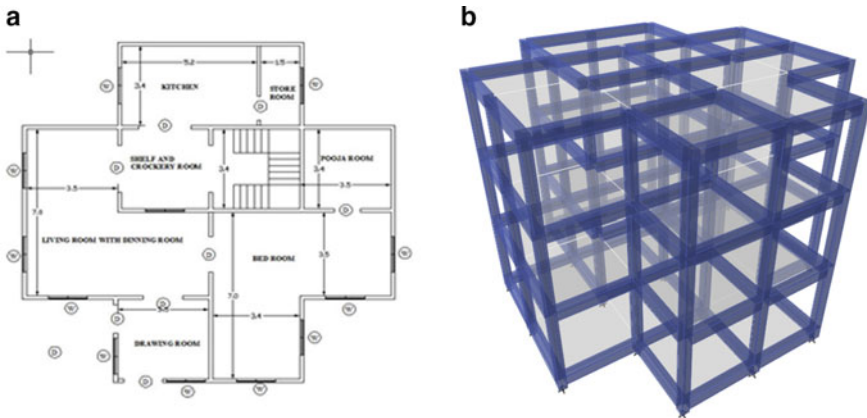 a
b
5.2
1.5
3.4
KITCHEN
STORE
ROOM
W
W
D
D
SHELF AND
CROCKERY ROOM
D
3.4
POOJA ROOM
3.4
W
3.5
3.5
7.0
D
LIVING ROOM WITH DINNING ROOM
D
BED ROOM
3.5
W
W
7.0
3.4
W
D
D
W
DRAWING ROOM
W
W
D
D
W
W